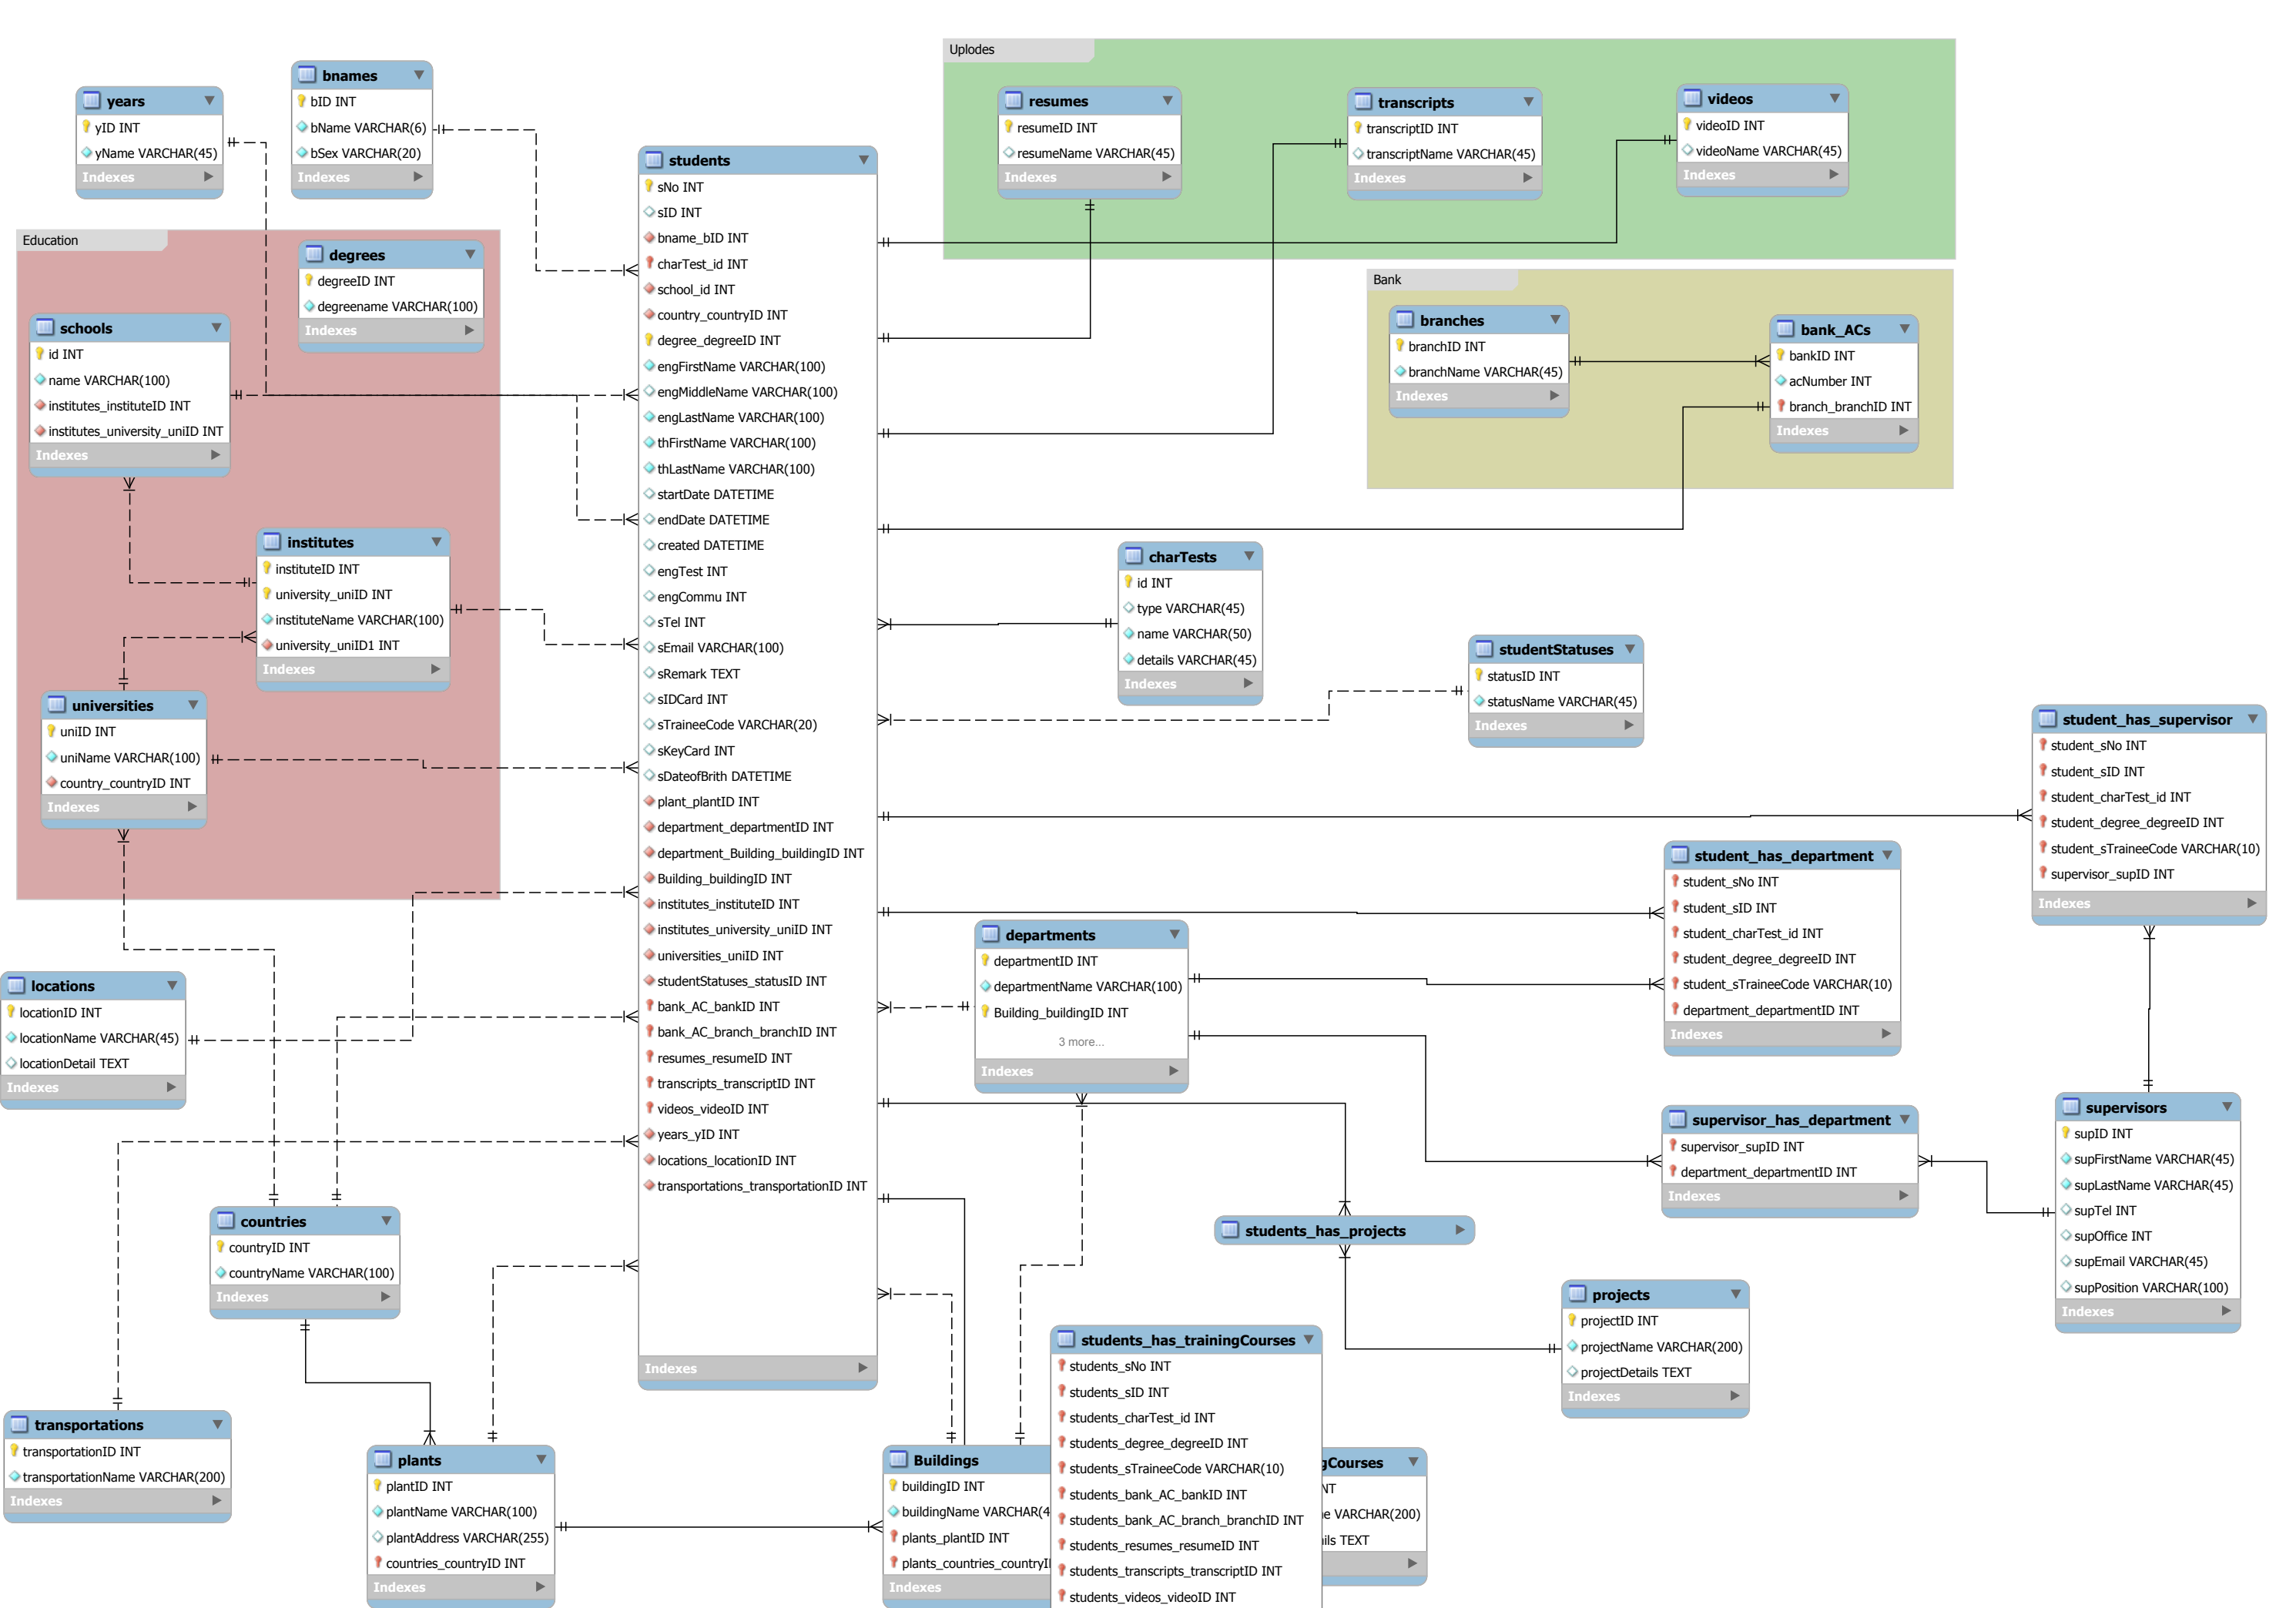 Uplodes
resumes
resumeID INT
resumeName VARCHAR(45)
Indexes
transcripts
transcriptID INT
transcriptName VARCHAR(45)
Indexes
videos
videoID INT
videoName VARCHAR(45)
Indexes
bnames
bID INT
bName VARCHAR(6)
bSex VARCHAR(20)
Indexes
years
yID INT
yName VARCHAR(45)
Indexes
students
sNo INT
sID INT
bname_bID INT
charTest_id INT
school_id INT
country_countryID INT
degree_degreeID INT
engFirstName VARCHAR(100)
engMiddleName VARCHAR(100)
engLastName VARCHAR(100)
thFirstName VARCHAR(100)
thLastName VARCHAR(100)
startDate DATETIME
endDate DATETIME
created DATETIME
engTest INT
engCommu INT
sTel INT
sEmail VARCHAR(100)
sRemark TEXT
sIDCard INT
sTraineeCode VARCHAR(20)
sKeyCard INT
sDateofBrith DATETIME
plant_plantID INT
department_departmentID INT
department_Building_buildingID INT
Building_buildingID INT
institutes_instituteID INT
institutes_university_uniID INT
universities_uniID INT
studentStatuses_statusID INT
bank_AC_bankID INT
bank_AC_branch_branchID INT
resumes_resumeID INT
transcripts_transcriptID INT
videos_videoID INT
years_yID INT
locations_locationID INT
transportations_transportationID INT
Indexes
Education
degrees
degreeID INT
degreename VARCHAR(100)
Indexes
schools
id INT
name VARCHAR(100)
institutes_instituteID INT
institutes_university_uniID INT
Indexes
institutes
instituteID INT
university_uniID INT
instituteName VARCHAR(100)
university_uniID1 INT
Indexes
universities
uniID INT
uniName VARCHAR(100)
country_countryID INT
Indexes
Bank
branches
branchID INT
branchName VARCHAR(45)
Indexes
bank_ACs
bankID INT
acNumber INT
branch_branchID INT
Indexes
charTests
id INT
type VARCHAR(45)
name VARCHAR(50)
details VARCHAR(45)
Indexes
studentStatuses
statusID INT
statusName VARCHAR(45)
Indexes
student_has_supervisor
student_sNo INT
student_sID INT
student_charTest_id INT
student_degree_degreeID INT
student_sTraineeCode VARCHAR(10)
supervisor_supID INT
Indexes
student_has_department
student_sNo INT
student_sID INT
student_charTest_id INT
student_degree_degreeID INT
student_sTraineeCode VARCHAR(10)
department_departmentID INT
Indexes
departments
departmentID INT
departmentName VARCHAR(100)
Building_buildingID INT
3 more...
Indexes
locations
locationID INT
locationName VARCHAR(45)
locationDetail TEXT
Indexes
supervisor_has_department
supervisor_supID INT
department_departmentID INT
Indexes
supervisors
supID INT
supFirstName VARCHAR(45)
supLastName VARCHAR(45)
supTel INT
supOffice INT
supEmail VARCHAR(45)
supPosition VARCHAR(100)
Indexes
countries
countryID INT
countryName VARCHAR(100)
Indexes
students_has_projects
projects
projectID INT
projectName VARCHAR(200)
projectDetails TEXT
Indexes
transportations
transportationID INT
transportationName VARCHAR(200)
Indexes
plants
plantID INT
plantName VARCHAR(100)
plantAddress VARCHAR(255)
countries_countryID INT
Indexes
Buildings
buildingID INT
buildingName VARCHAR(4
plants_plantID INT
plants_countries_countryI
Indexes
students_has_trainingCourses
students_sNo INT
students_sID INT
students_charTest_id INT
students_degree_degreeID INT
students_sTraineeCode VARCHAR(10)
students_bank_AC_bankID INT
students_bank_AC_branch_branchID INT
students_resumes_resumeID INT
students_transcripts_transcriptID INT
students_videos_videoID INT
gCourses
NT
e VARCHAR(200)
ils TEXT